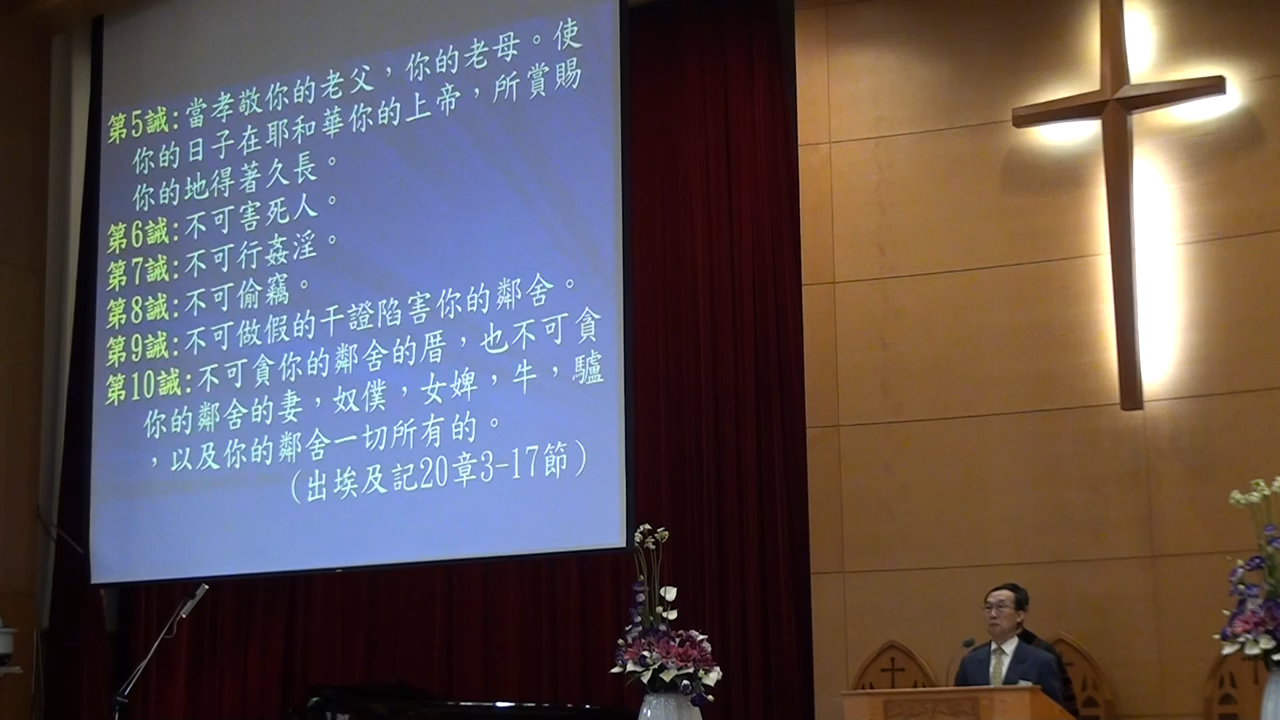 第5誡:當孝敬你的老父，你的老母。使
你的日子在耶和華你的上帝，所賞賜
你的地得著久長。
第6誡:不可害死人。
第7誡:不可行姦淫。
第8誡:不可偷竊。
第9誡:不可做假的干證陷害你的鄰舍。
第10誡:不可貪你的鄰舍的厝，也不可貪
你的鄰舍的妻，奴僕，女婢，牛，驢
，以及你的鄰舍一切所有的。
（出埃及記20章3-17節）